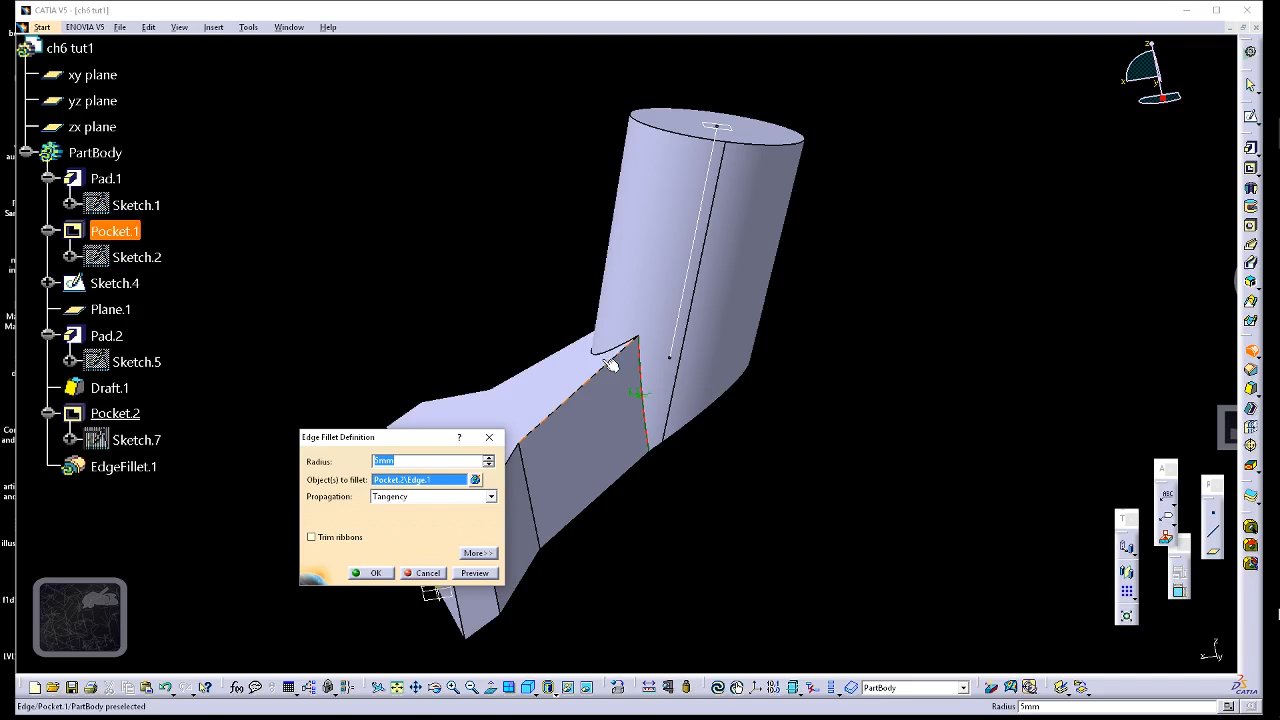 CATIA V5 - [ch6 tut1]
Start ENOVIA V5 File Edit View Insert Tools Window Help
ch6 tut1
xy plane
yz plane
zx plane
PartBody
Pad.1
Sketch.1
Pocket.1
Sketch.2
Sketch.4
Plane.1
Pad.2
Sketch.5
Draft.1
Pocket.2
Sketch.7
EdgeFillet.1
z
x
y
Edge Fillet Definition ? ×
Radius: 5mm
Object(s) to fillet: Pocket.2\Edge.1
Propagation: Tangency
Trim ribbons
More>>
OK Cancel Preview
A
ABC
T
z
x y
PartBody
Edge/Pocket.1/PartBody preselected
Radius 5mm